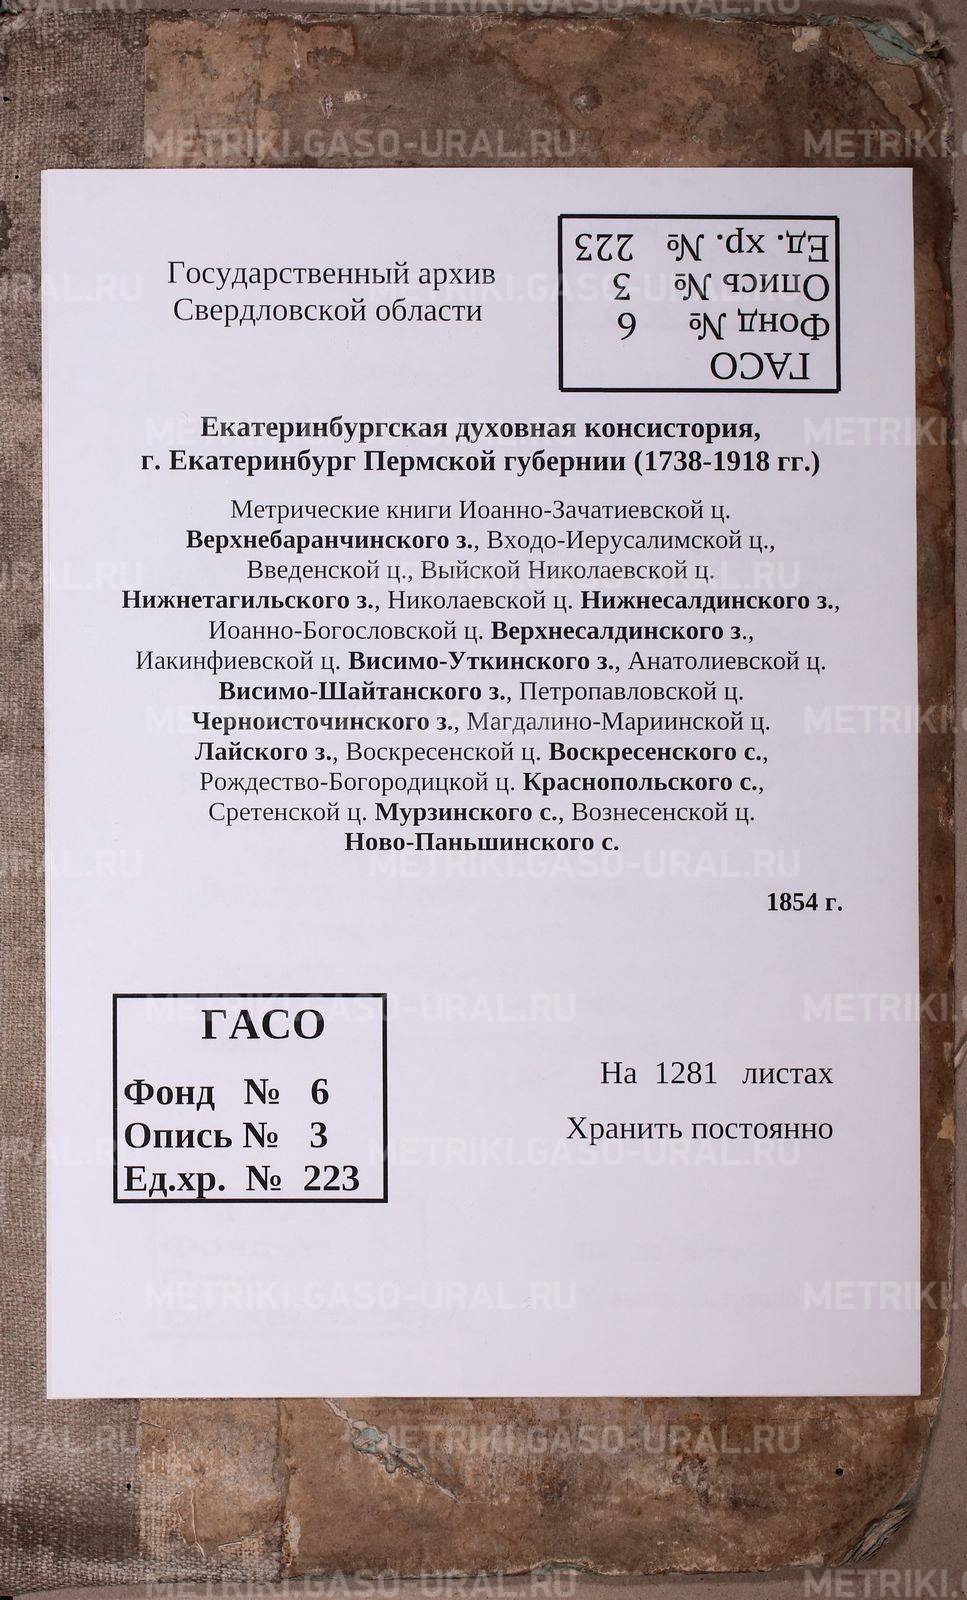 Государственный архив
Свердловской области
ГАСО
Фонд № 6
Опись № 3
Ед. хр. № 223
Екатеринбургская духовная консистория,
г. Екатеринбург Пермской губернии (1738-1918 гг.)
Метрические книги Иоанно-Зачатиевской ц.
Верхнебаранчинского з., Входо-Иерусалимской ц.,
Введенской ц., Выйской Николаевской ц.
Нижнетагильского з., Николаевской ц. Нижнесалдинского з.,
Иоанно-Богословской ц. Верхнесалдинского з.,
Иакинфиевской ц. Висимо-Уткинского з., Анатолиевской ц.
Висимо-Шайтанского з., Петропавловской ц.
Черноисточинского з., Магдалино-Мариинской ц.
Лайского з., Воскресенской ц. Воскресенского с.,
Рождество-Богородицкой ц. Краснопольского с.,
Сретенской ц. Мурзинского с., Вознесенской ц.
Ново-Паньшинского с.
1854 г.
ГАСО
Фонд № 6
Опись № 3
Ед.хр. № 223
На 1281 листах
Хранить постоянно
METRIKI.GASO-URAL.RU